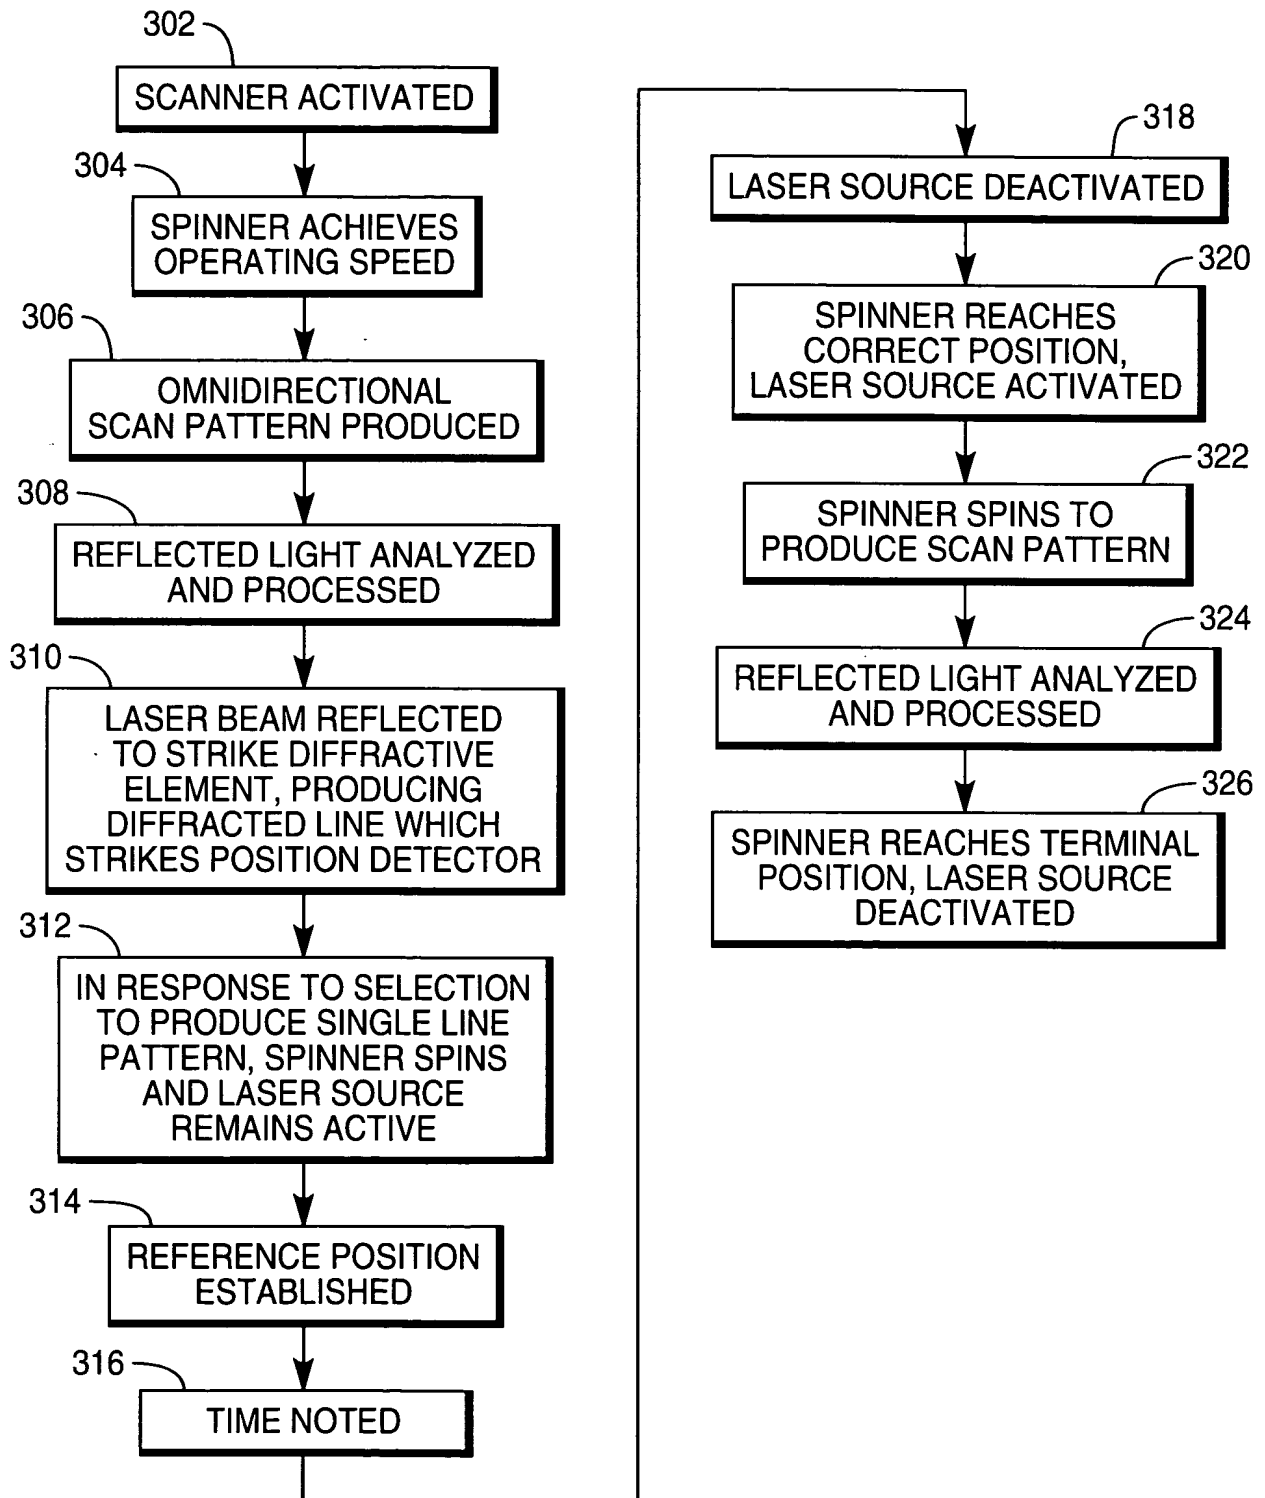 302
SCANNER ACTIVATED
304
SPINNER ACHIEVES
OPERATING SPEED
306
OMNIDIRECTIONAL
SCAN PATTERN PRODUCED
308
REFLECTED LIGHT ANALYZED
AND PROCESSED
310
LASER BEAM REFLECTED
TO STRIKE DIFFRACTIVE
ELEMENT, PRODUCING
DIFFRACTED LINE WHICH
STRIKES POSITION DETECTOR
312
IN RESPONSE TO SELECTION
TO PRODUCE SINGLE LINE
PATTERN, SPINNER SPINS
AND LASER SOURCE
REMAINS ACTIVE
314
REFERENCE POSITION
ESTABLISHED
316
TIME NOTED
318
LASER SOURCE DEACTIVATED
320
SPINNER REACHES
CORRECT POSITION,
LASER SOURCE ACTIVATED
322
SPINNER SPINS TO
PRODUCE SCAN PATTERN
324
REFLECTED LIGHT ANALYZED
AND PROCESSED
326
SPINNER REACHES TERMINAL
POSITION, LASER SOURCE
DEACTIVATED